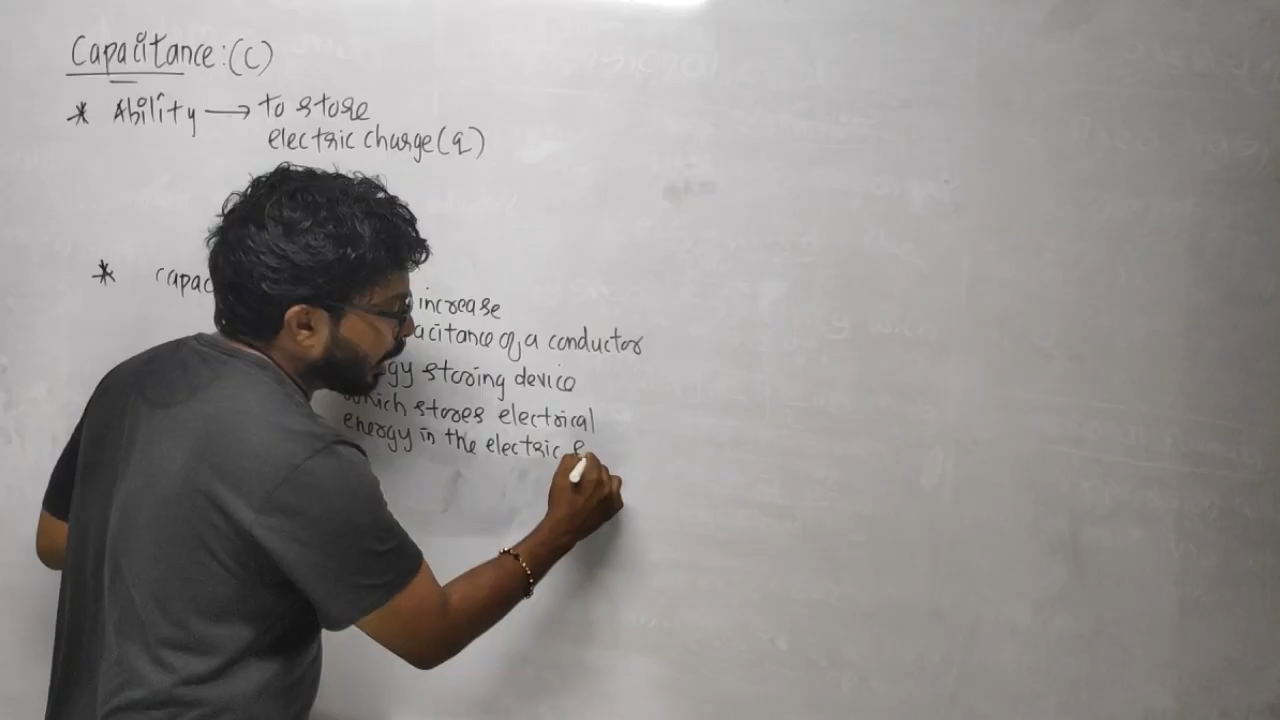 Capacitance:(C)
* Ability → to store
electric charge(q)
* capac
increase
acitance of a conductor
gy storing device
which stores electrical
energy in the electric f